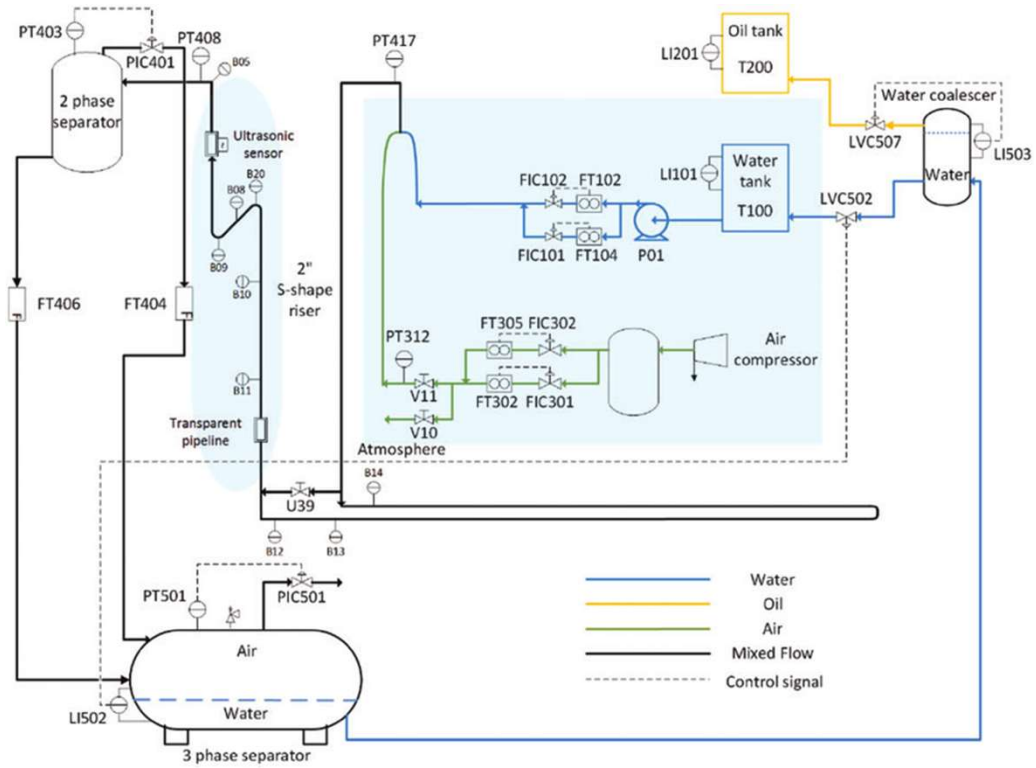 PT403
PIC401
PT408
B05
2 phase
separator
Ultrasonic
sensor
B20
B08
B09
B10
B11
2"
S-shape
riser
FT406
FT404
Transparent
pipeline
PT417
Oil tank
T200
LI201
Water coalescer
LVC507
LI503
Water
LVC502
Water
tank
T100
LI101
FIC102
FT102
FIC101
FT104
P01
PT312
FT305
FIC302
FT302
FIC301
Air
compressor
V11
V10
Atmosphere
B14
U39
B12
B13
PT501
PIC501
Air
Water
LI502
3 phase separator
Water
Oil
Air
Mixed Flow
Control signal
F
F